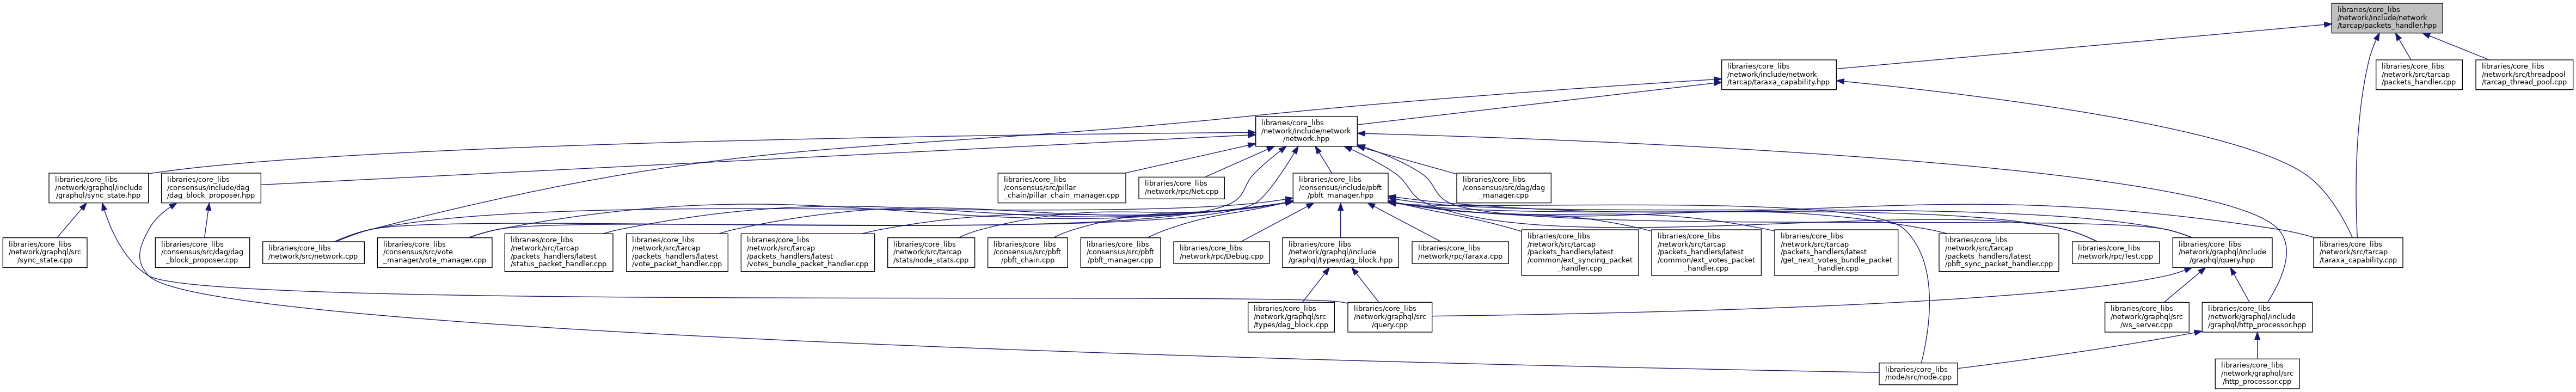 libraries/core_libs
/network/include/network
/tarcap/packets_handler.hpp
libraries/core_libs
/network/include/network
/tarcap/taraxa_capability.hpp
libraries/core_libs
/network/src/tarcap
/packets_handler.cpp
libraries/core_libs
/network/src/threadpool
/tarcap_thread_pool.cpp
libraries/core_libs
/network/include/network
/network.hpp
libraries/core_libs
/network/graphql/include
/graphql/sync_state.hpp
libraries/core_libs
/consensus/include/dag
/dag_block_proposer.hpp
libraries/core_libs
/consensus/src/pillar
_chain/pillar_chain_manager.cpp
libraries/core_libs
/network/rpc/Net.cpp
libraries/core_libs
/consensus/include/pbft
/pbft_manager.hpp
libraries/core_libs
/consensus/src/dag/dag
_manager.cpp
libraries/core_libs
/network/graphql/src
/sync_state.cpp
libraries/core_libs
/consensus/src/dag/dag
_block_proposer.cpp
libraries/core_libs
/network/src/network.cpp
libraries/core_libs
/consensus/src/vote
_manager/vote_manager.cpp
libraries/core_libs
/network/src/tarcap
/packets_handlers/latest
/status_packet_handler.cpp
libraries/core_libs
/network/src/tarcap
/packets_handlers/latest
/vote_packet_handler.cpp
libraries/core_libs
/network/src/tarcap
/packets_handlers/latest
/votes_bundle_packet_handler.cpp
libraries/core_libs
/network/src/tarcap
/stats/node_stats.cpp
libraries/core_libs
/consensus/src/pbft
/pbft_chain.cpp
libraries/core_libs
/consensus/src/pbft
/pbft_manager.cpp
libraries/core_libs
/network/rpc/Debug.cpp
libraries/core_libs
/network/graphql/include
/graphql/types/dag_block.hpp
libraries/core_libs
/network/rpc/Taraxa.cpp
libraries/core_libs
/network/src/tarcap
/packets_handlers/latest
/common/ext_syncing_packet
_handler.cpp
libraries/core_libs
/network/src/tarcap
/packets_handlers/latest
/common/ext_votes_packet
_handler.cpp
libraries/core_libs
/network/src/tarcap
/packets_handlers/latest
/get_next_votes_bundle_packet
_handler.cpp
libraries/core_libs
/network/src/tarcap
/packets_handlers/latest
/pbft_sync_packet_handler.cpp
libraries/core_libs
/network/rpc/Test.cpp
libraries/core_libs
/network/graphql/include
/graphql/query.hpp
libraries/core_libs
/network/src/tarcap
/taraxa_capability.cpp
libraries/core_libs
/network/graphql/src
/types/dag_block.cpp
libraries/core_libs
/network/graphql/src
/query.cpp
libraries/core_libs
/network/graphql/src
/ws_server.cpp
libraries/core_libs
/network/graphql/include
/graphql/http_processor.hpp
libraries/core_libs
/node/src/node.cpp
libraries/core_libs
/network/graphql/src
/http_processor.cpp